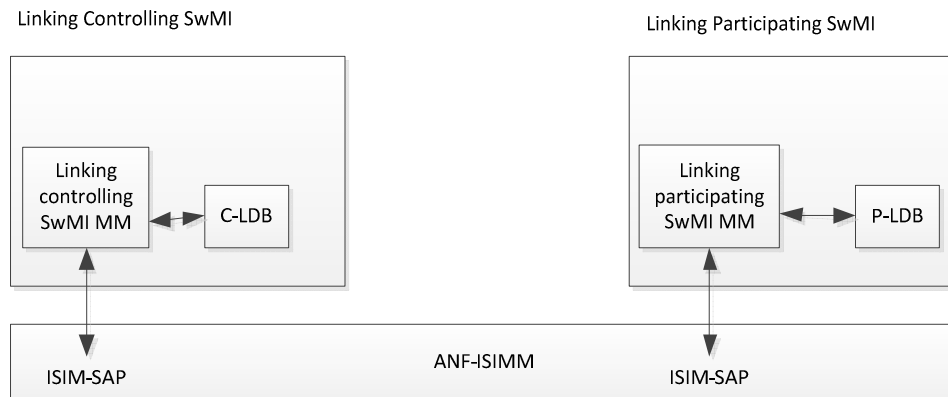 Linking Controlling SwMI
Linking Participating SwMI
Linking
controlling
SwMI MM
C-LDB
Linking
participating
SwMI MM
P-LDB
ANF-ISIMM
ISIM-SAP
ISIM-SAP